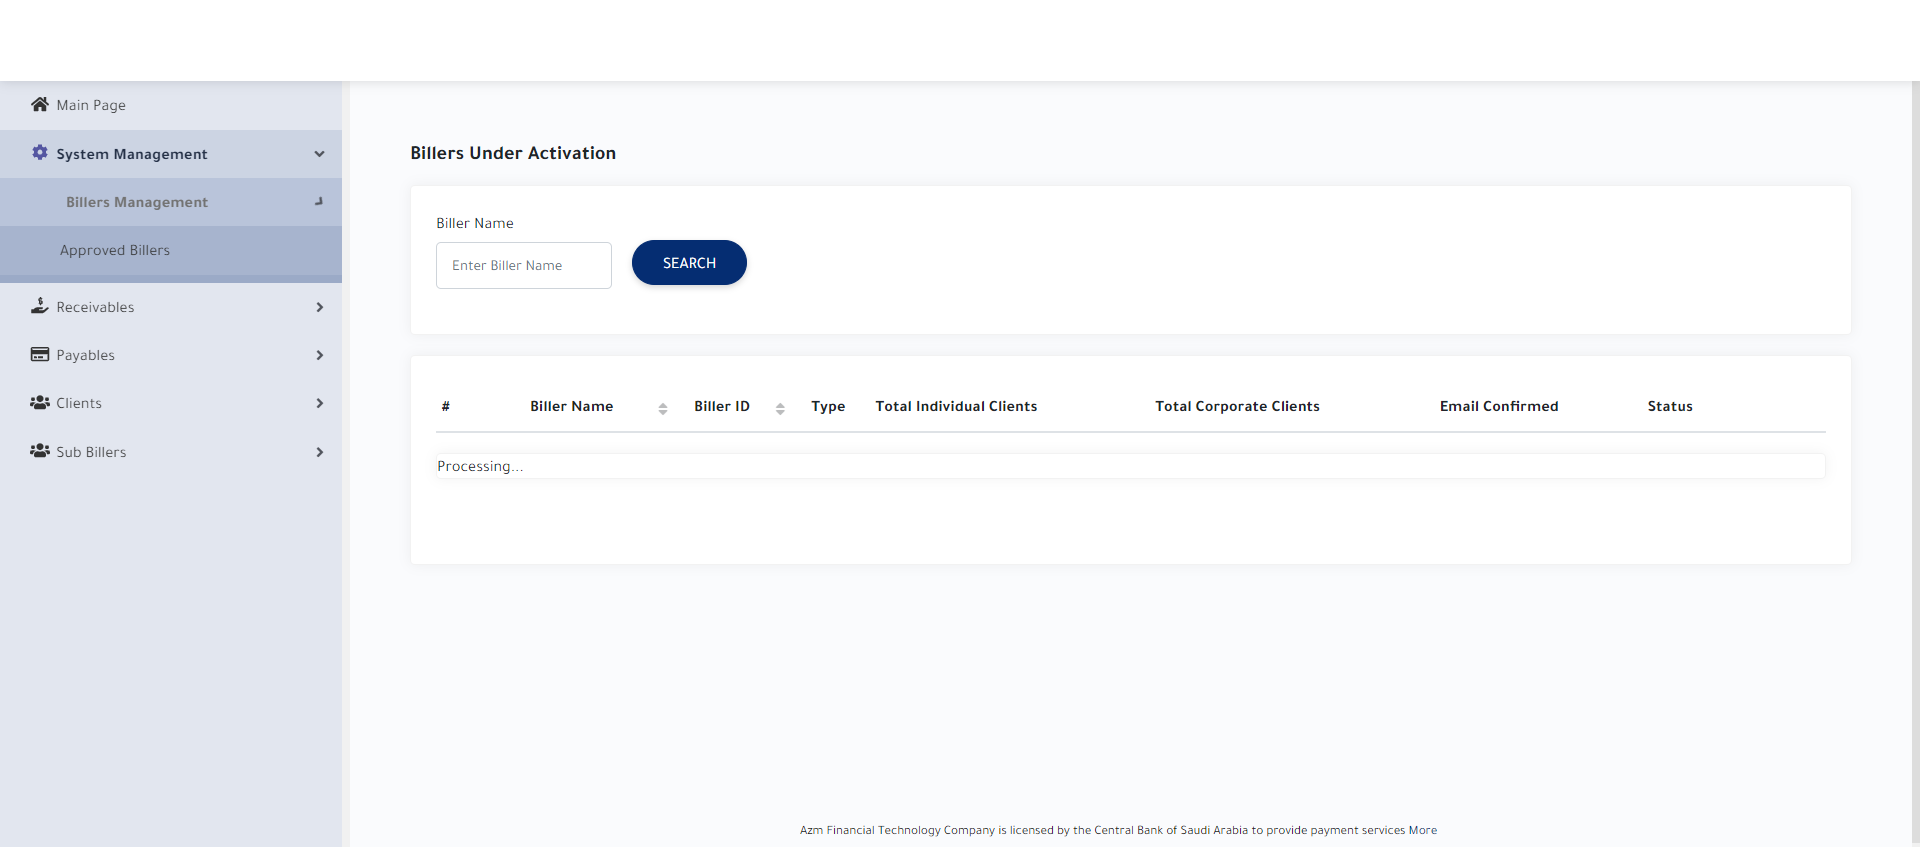 Main Page
System Management
Billers Management
Approved Billers
Receivables
Payables
Clients
Sub Billers
Billers Under Activation
Biller Name
Enter Biller Name
SEARCH
# Biller Name Biller ID Type Total Individual Clients Total Corporate Clients Email Confirmed Status
Processing...
Azm Financial Technology Company is licensed by the Central Bank of Saudi Arabia to provide payment services More